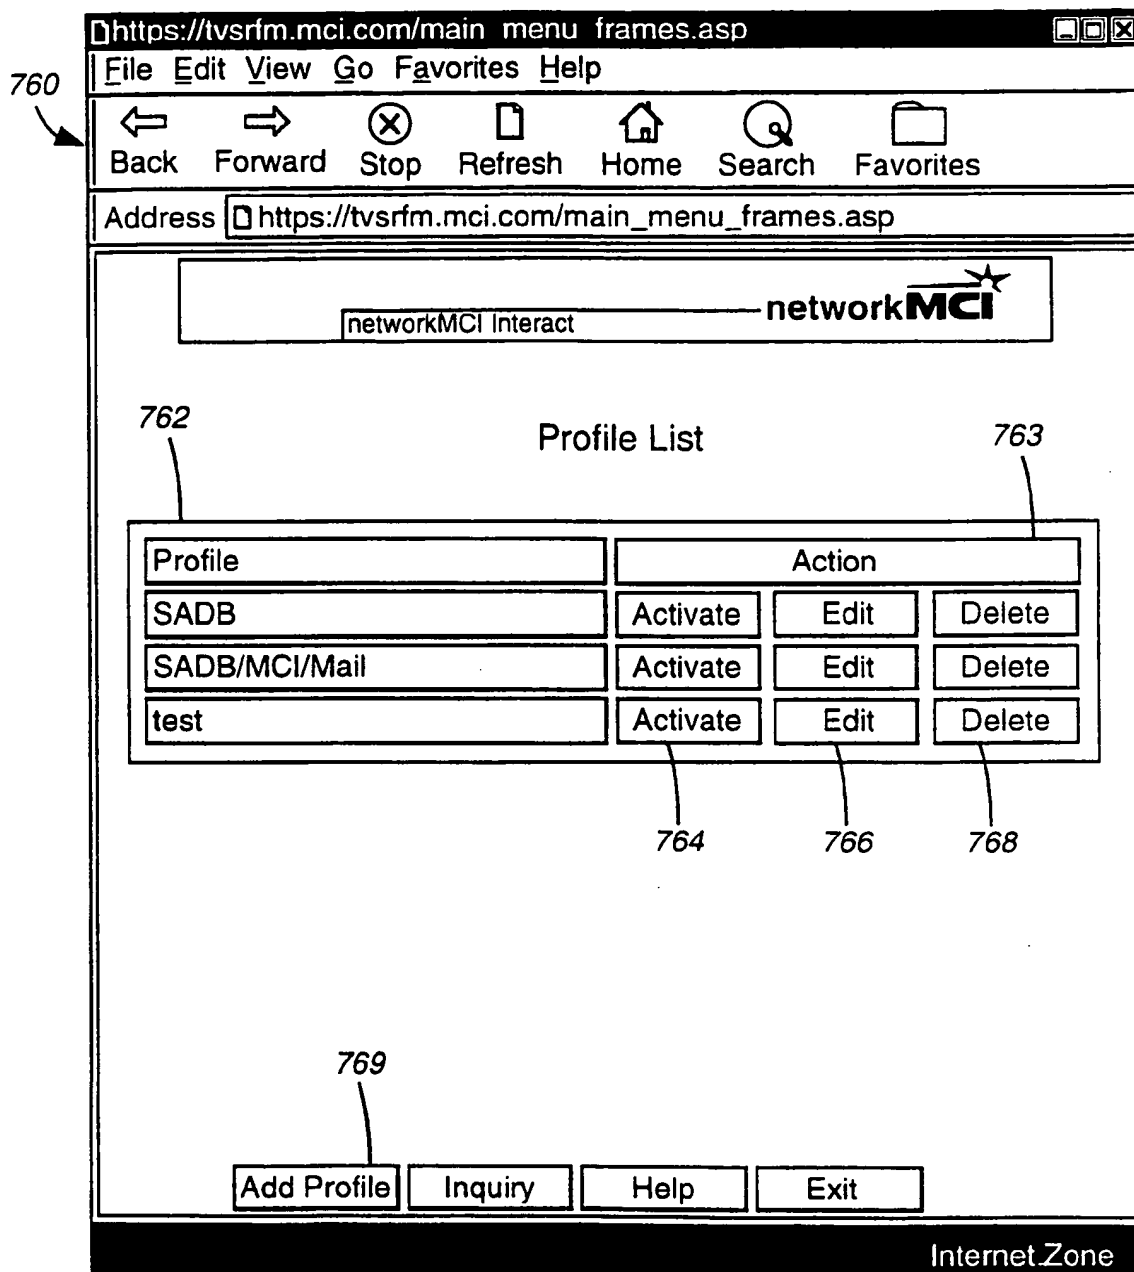 https://tvsrfm.mci.com/main menu frames.asp
File Edit View Go Favorites Help
760
Back Forward Stop Refresh Home Search Favorites
Address https://tvsrfm.mci.com/main_menu_frames.asp
networkMCI Interact
networkMCI
762
Profile List
763
Profile Action
SADB Activate Edit Delete
SADB/MCI/Mail Activate Edit Delete
test Activate Edit Delete
764 766 768
769
Add Profile Inquiry Help Exit
Internet Zone